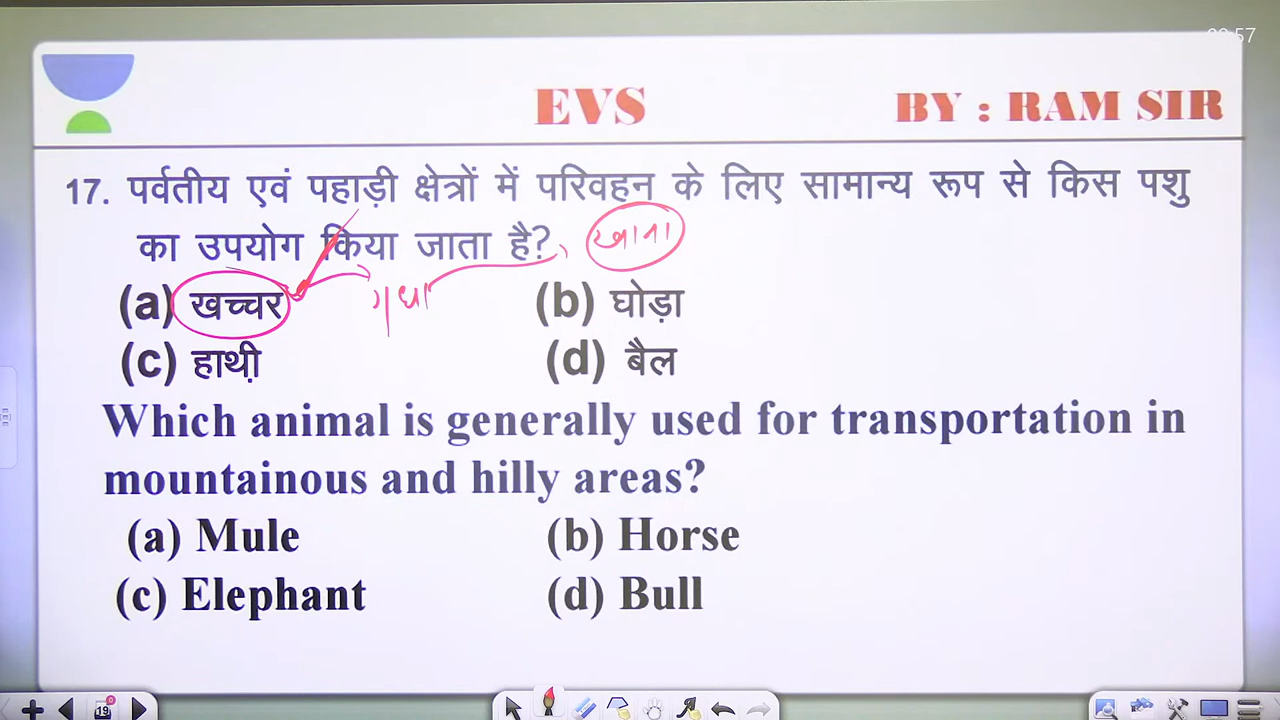 EVS
BY : RAM SIR
17. पर्वतीय एवं पहाड़ी क्षेत्रों में परिवहन के लिए सामान्य रूप से किस पशु
का उपयोग किया जाता है?
(a) खच्चर गधा (b) घोड़ा
(c) हाथी (d) बैल
Which animal is generally used for transportation in
mountainous and hilly areas?
(a) Mule (b) Horse
(c) Elephant (d) Bull
19